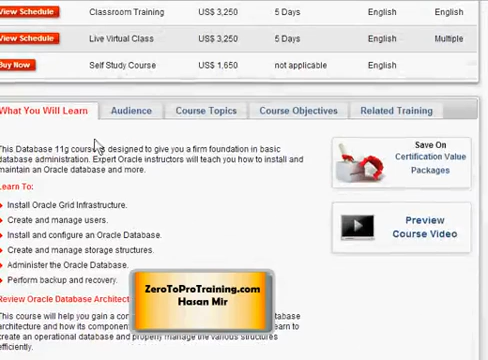 View Schedule Classroom Training US$ 3,250 5 Days English English
View Schedule Live Virtual Class US$ 3,250 5 Days English Multiple
Buy Now Self Study Course US$ 1,650 not applicable English
What You Will Learn Audience Course Topics Course Objectives Related Training
This Database 11g course designed to give you a firm foundation in basic
database administration. Expert Oracle instructors will teach you how to install and
maintain an Oracle database and more.
Learn To:
Install Oracle Grid Infrastructure.
Create and manage users.
Install and configure an Oracle Database.
Create and manage storage structures.
Administer the Oracle Database.
Perform backup and recovery.
Review Oracle Database Architect
This course will help you gain a con tabase
architecture and how its component rn to
create an operational database and properly manage the various structures
efficiently.
Save On
Certification Value
Packages
Preview
Course Video
ZeroToProTraining.com
Hasan Mir